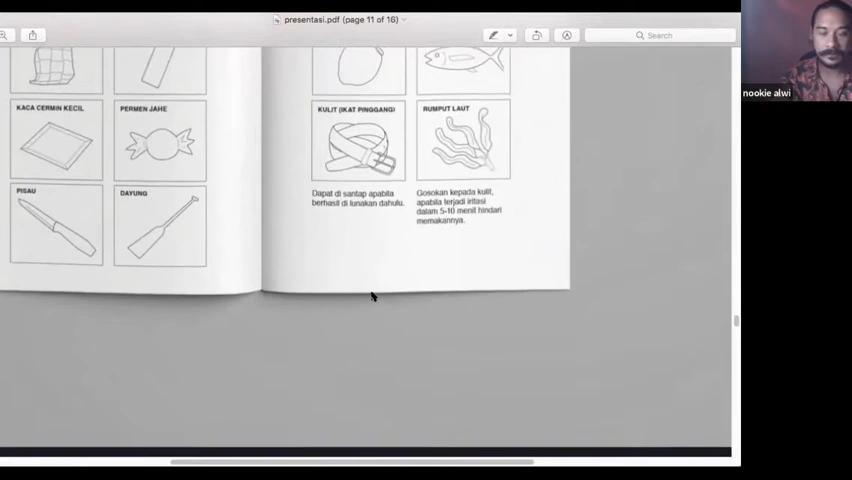 presentasi.pdf (page 11 of 16)
Search
nookie alwi
KACA CERMIN KECIL
PERMEN JAHE
PISAU
DAYUNG
KULIT (IKAT PINGGANG)
RUMPUT LAUT
Dapat di santap apabila
berhasil di lunakan dahulu.
Gosokan kepada kulit,
apabila terjadi iritasi
dalam 5-10 menit hindari
memakannya.